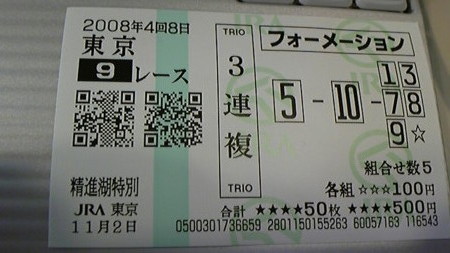 2008年4回8日
東京
9レース
精進湖特別
JRA 東京
11月2日
TRIO
3連複
TRIO
フォーメーション
5-10-1 3
7 8
9☆
組合せ数5
各組 ☆☆☆100円
合計 ★★★★50枚 ★★★★500円
0500301736659 2801150155263 60057163 116543
JRA